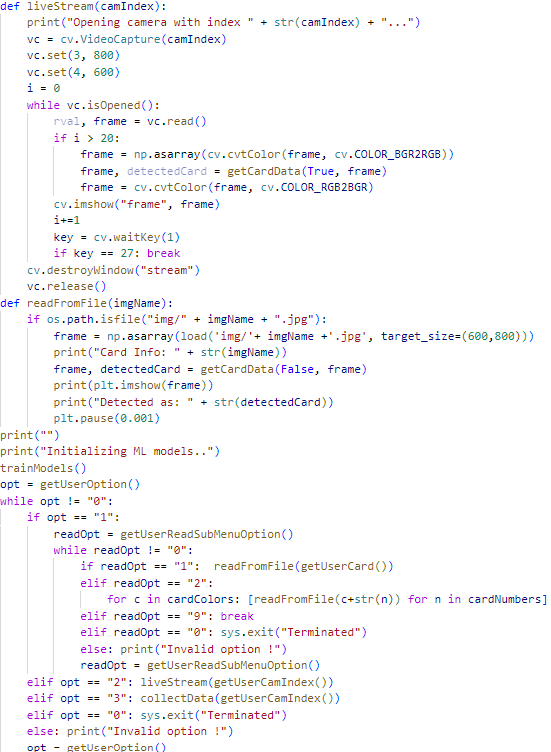 def liveStream(camIndex):
    print("Opening camera with index " + str(camIndex) + "...")
    vc = cv.VideoCapture(camIndex)
    vc.set(3, 800)
    vc.set(4, 600)
    i = 0
    while vc.isOpened():
        rval, frame = vc.read()
        if i > 20:
            frame = np.asarray(cv.cvtColor(frame, cv.COLOR_BGR2RGB))
            frame, detectedCard = getCardData(True, frame)
            frame = cv.cvtColor(frame, cv.COLOR_RGB2BGR)
        cv.imshow("frame", frame)
        i+=1
        key = cv.waitKey(1)
        if key == 27: break
    cv.destroyWindow("stream")
    vc.release()
def readFromFile(imgName):
    if os.path.isfile("img/" + imgName + ".jpg"):
        frame = np.asarray(load('img/'+ imgName +'.jpg', target_size=(600,800)))
        print("Card Info: " + str(imgName))
        frame, detectedCard = getCardData(False, frame)
        print(plt.imshow(frame))
        print("Detected as: " + str(detectedCard))
        plt.pause(0.001)
print("")
print("Initializing ML models..")
trainModels()
opt = getUserOption()
while opt != "0":
    if opt == "1":
        readOpt = getUserReadSubMenuOption()
        while readOpt != "0":
            if readOpt == "1":  readFromFile(getUserCard())
            elif readOpt == "2":
                for c in cardColors: [readFromFile(c+str(n)) for n in cardNumbers]
            elif readOpt == "9": break
            elif readOpt == "0": sys.exit("Terminated")
            else: print("Invalid option !")
            readOpt = getUserReadSubMenuOption()
    elif opt == "2": liveStream(getUserCamIndex())
    elif opt == "3": collectData(getUserCamIndex())
    elif opt == "0": sys.exit("Terminated")
    else: print("Invalid option !")
    opt = getUserOption()